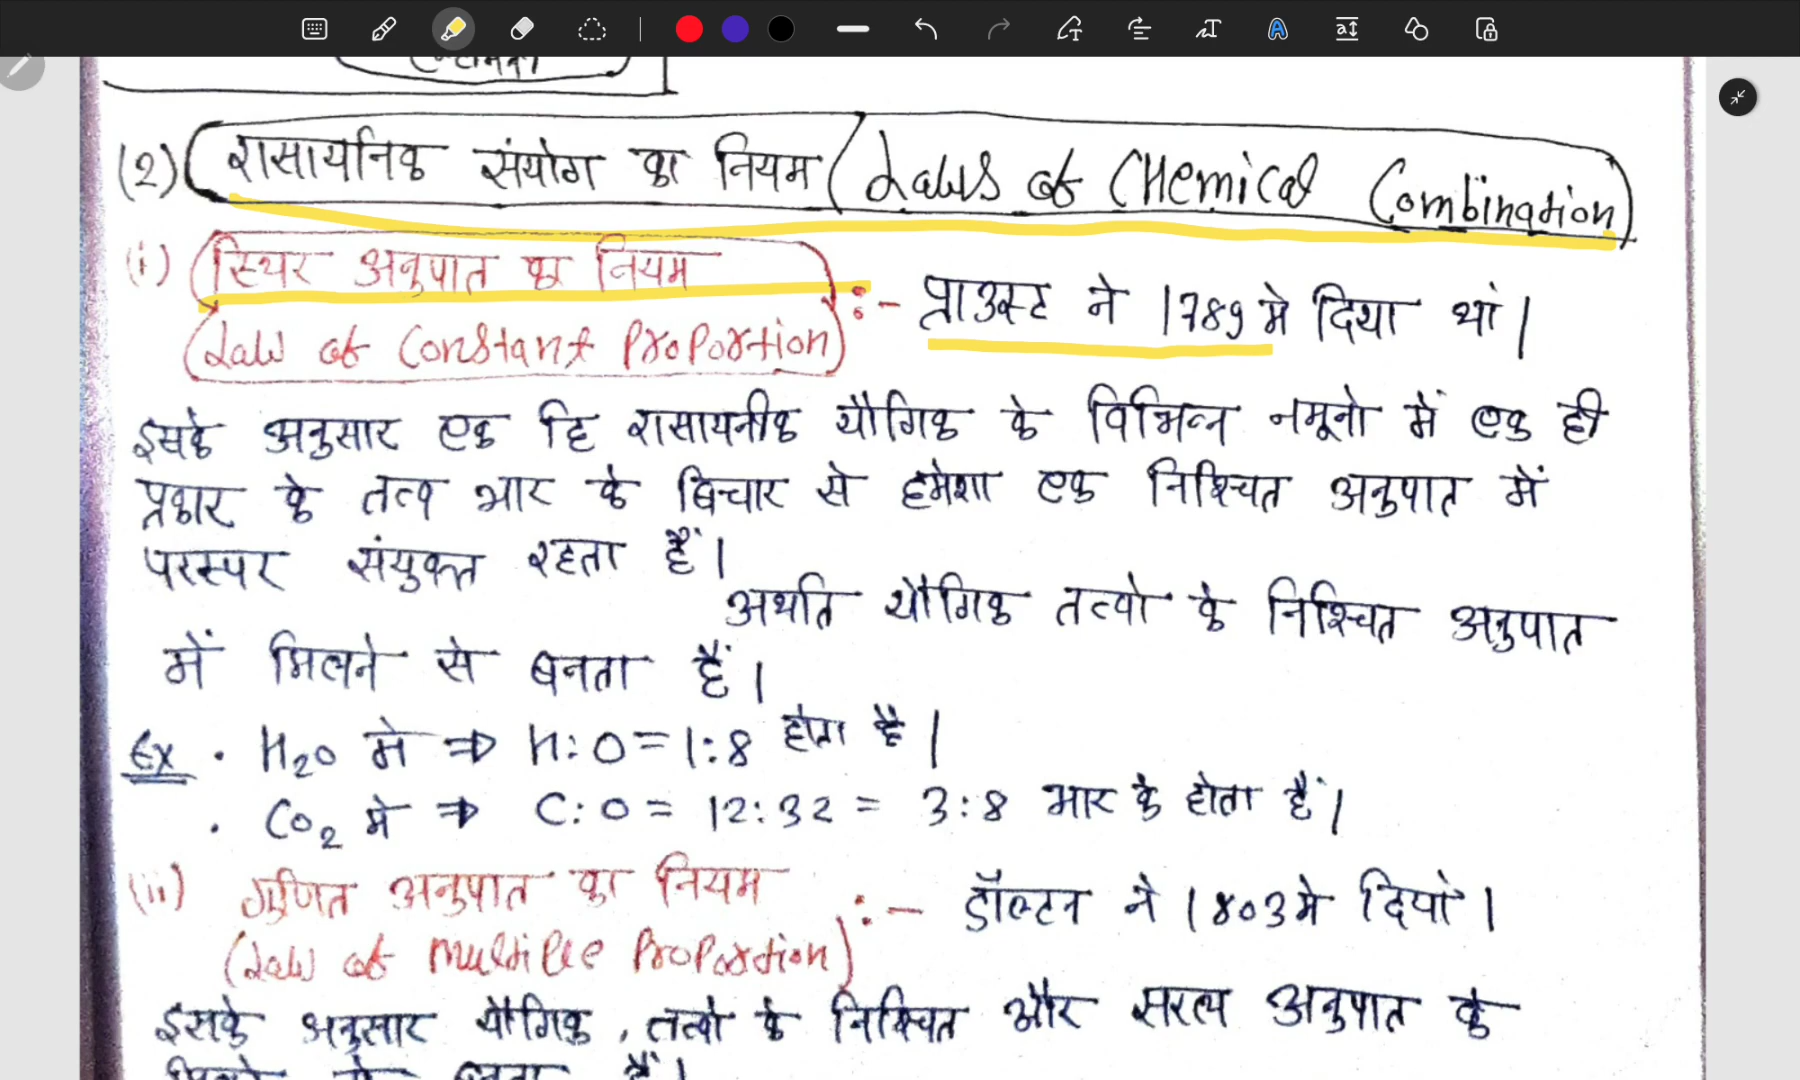 (2) रासायनिक संयोग का नियम (Laws of CHemical Combination)
(i) स्थिर अनुपात का नियम
(Law of Constant Proportion) :- प्राउस्ट ने 1789 मे दिया थां।
इसके अनुसार एक हि रासायनीक यौगिक के विभिन्न नमूनो में एक ही
प्रकार के तत्व भार के बिचार से हमेशा एक निश्चित अनुपात में
परस्पर संयुक्त रहता हैं।
अर्थात यौगिक तत्वो के निश्चित अनुपात
में मिलने से बनता हैं।
Ex . H2O मे ⇒ H:O = 1:8 होता है।
. CO2 मे ⇒ C:O = 12:32 = 3:8 भार के होता हैं।
(ii) गुणित अनुपात का नियम :- डॉल्टन ने 1803 मे दिया।
(Law of Multiple Proportion)
इसके अनुसार यौगिक, तत्वो के निश्चित और सरल अनुपात के
हैं।